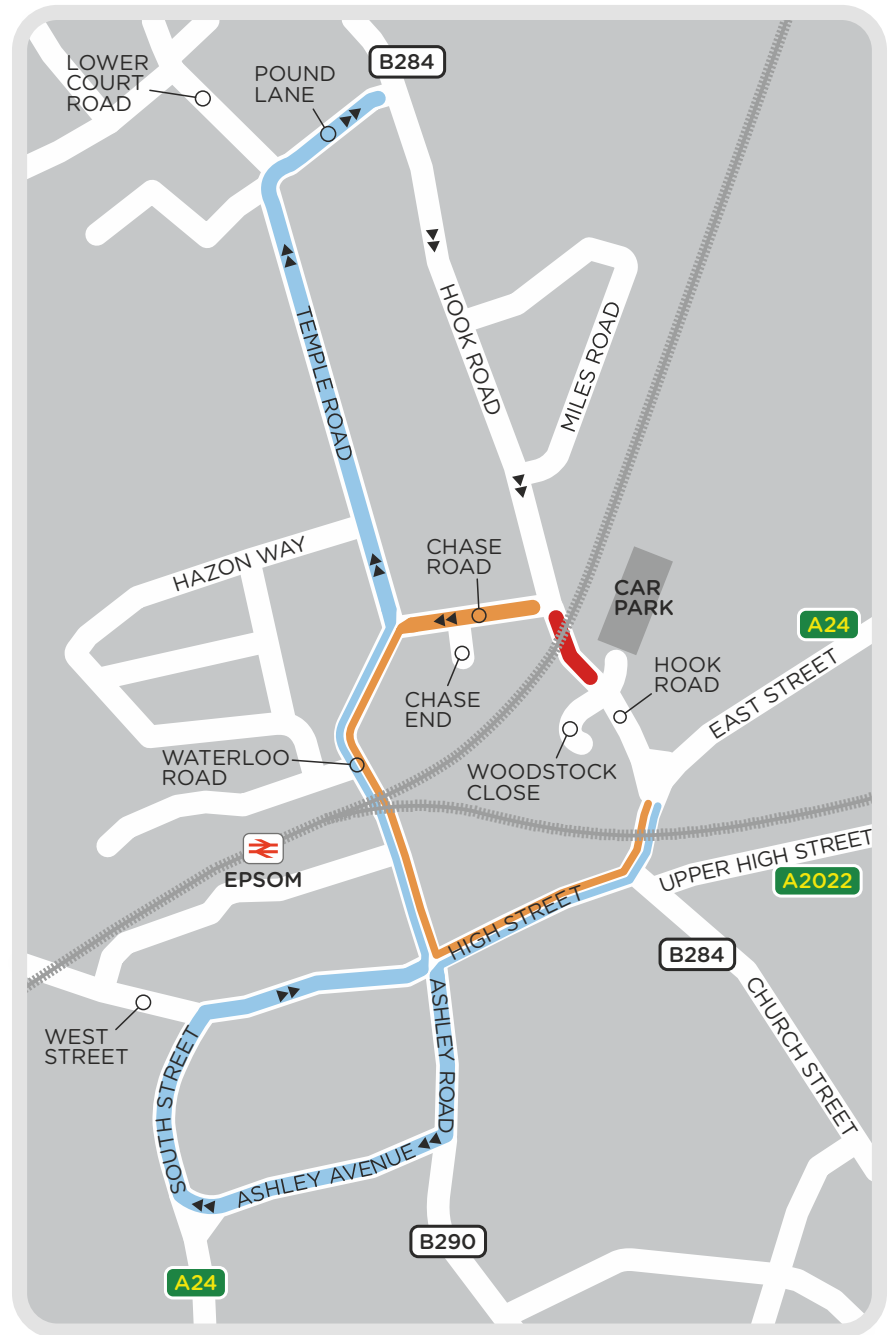 LOWER
COURT
ROAD
POUND
LANE
B284
HOOK ROAD
MILES ROAD
TEMPLE ROAD
HAZON WAY
CHASE
ROAD
CAR
PARK
A24
CHASE
END
HOOK
ROAD
EAST STREET
WATERLOO
ROAD
WOODSTOCK
CLOSE
EPSOM
UPPER HIGH STREET
A2022
HIGH STREET
B284
WEST
STREET
ASHLEY ROAD
CHURCH STREET
SOUTH STREET
ASHLEY AVENUE
B290
A24